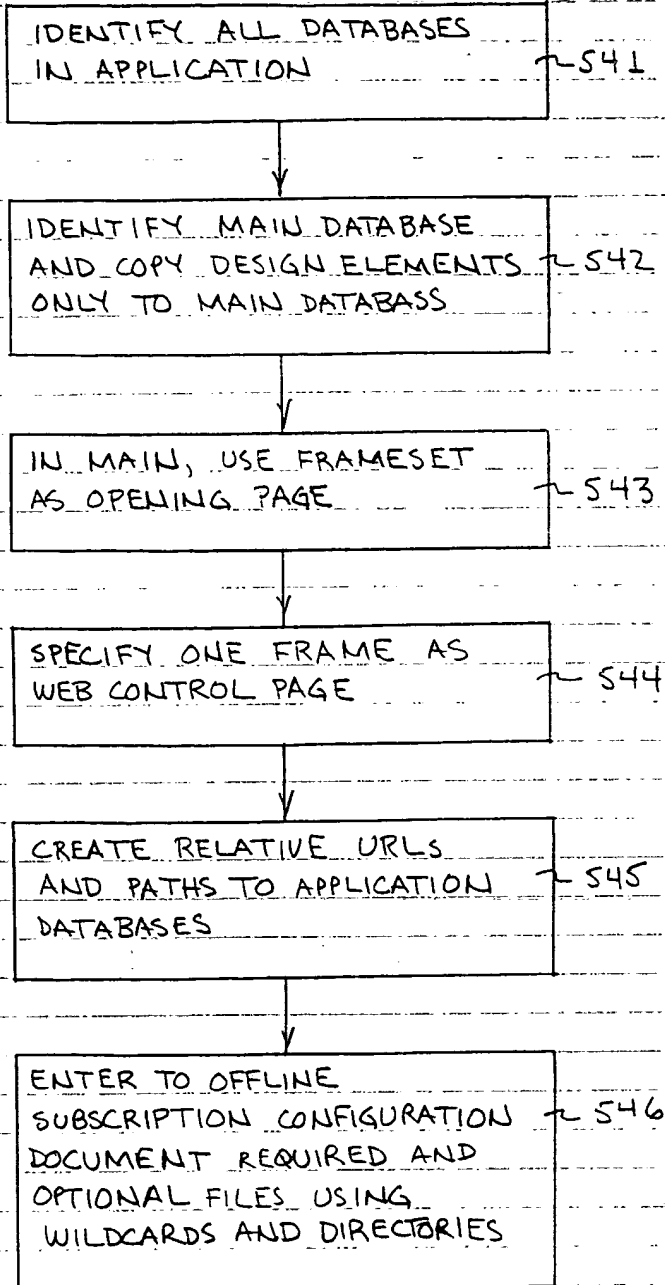 IDENTIFY ALL DATABASES
IN APPLICATION
541
IDENTIFY MAIN DATABASE
AND COPY DESIGN ELEMENTS
ONLY TO MAIN DATABASS
542
IN MAIN, USE FRAMESET
AS OPENING PAGE
543
SPECIFY ONE FRAME AS
WEB CONTROL PAGE
544
CREATE RELATIVE URLS
AND PATHS TO APPLICATION
DATABASES
545
ENTER TO OFFLINE
SUBSCRIPTION CONFIGURATION
DOCUMENT REQUIRED AND
OPTIONAL FILES USING
WILDCARDS AND DIRECTORIES
546